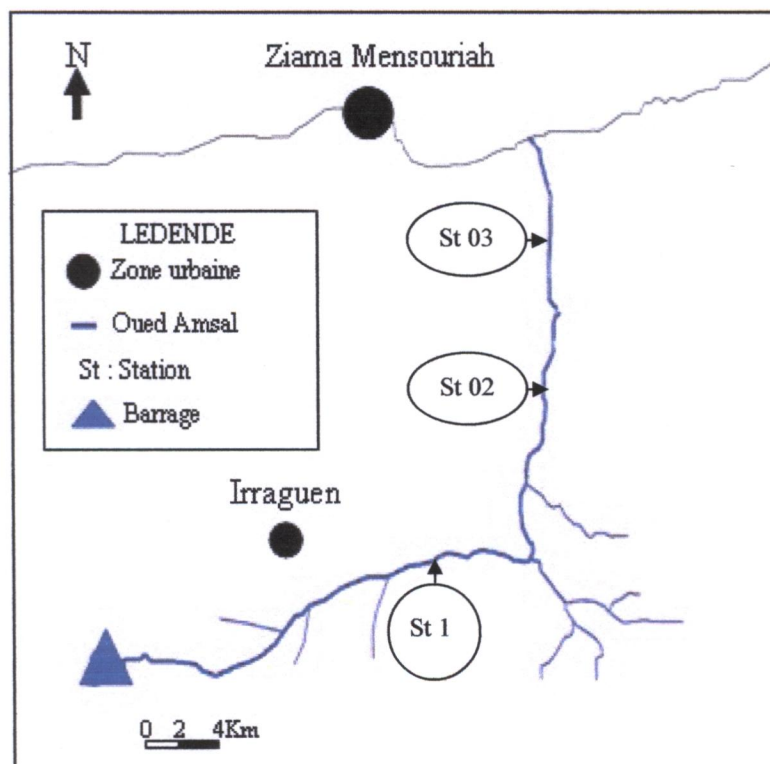 N
Ziama Mensouriah
LEDENDE
Zone urbaine
Oued Amsal
St : Station
Barrage
St 03
St 02
Irraguen
St 1
0 2 4Km